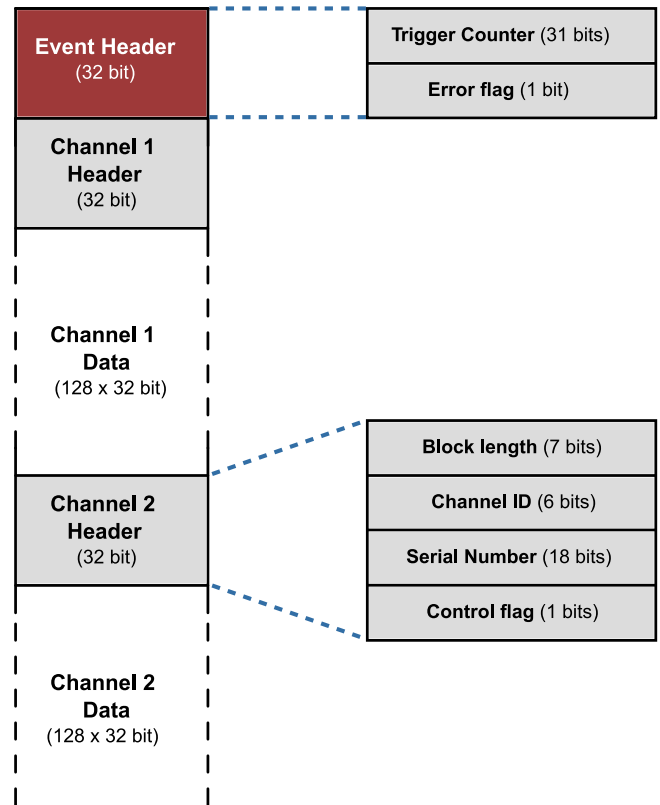 Event Header
(32 bit)
Trigger Counter (31 bits)
Error flag (1 bit)
Channel 1
Header
(32 bit)
Channel 1
Data
(128 x 32 bit)
Channel 2
Header
(32 bit)
Block length (7 bits)
Channel ID (6 bits)
Serial Number (18 bits)
Control flag (1 bits)
Channel 2
Data
(128 x 32 bit)